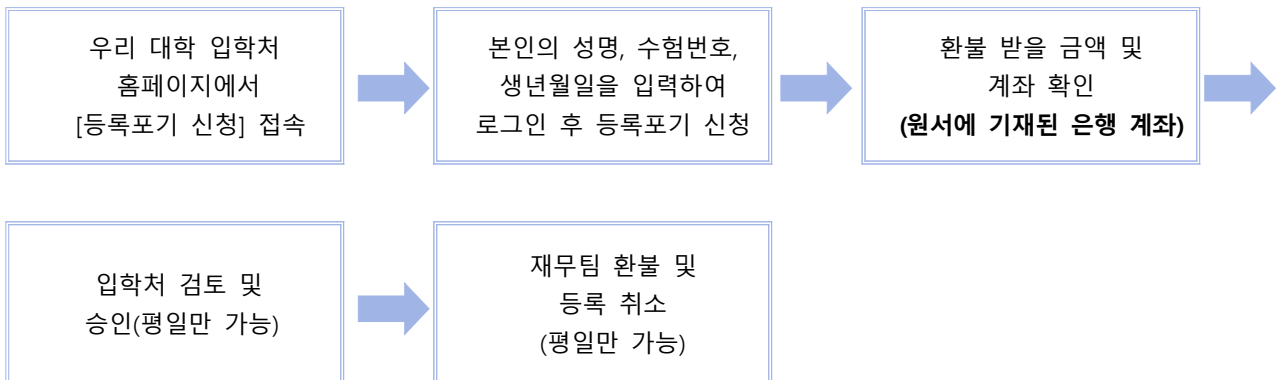 우리 대학 입학처
홈페이지에서
[등록포기 신청] 접속
본인의 성명, 수험번호,
생년월일을 입력하여
로그인 후 등록포기 신청
환불 받을 금액 및
계좌 확인
(원서에 기재된 은행 계좌)
입학처 검토 및
승인(평일만 가능)
재무팀 환불 및
등록 취소
(평일만 가능)